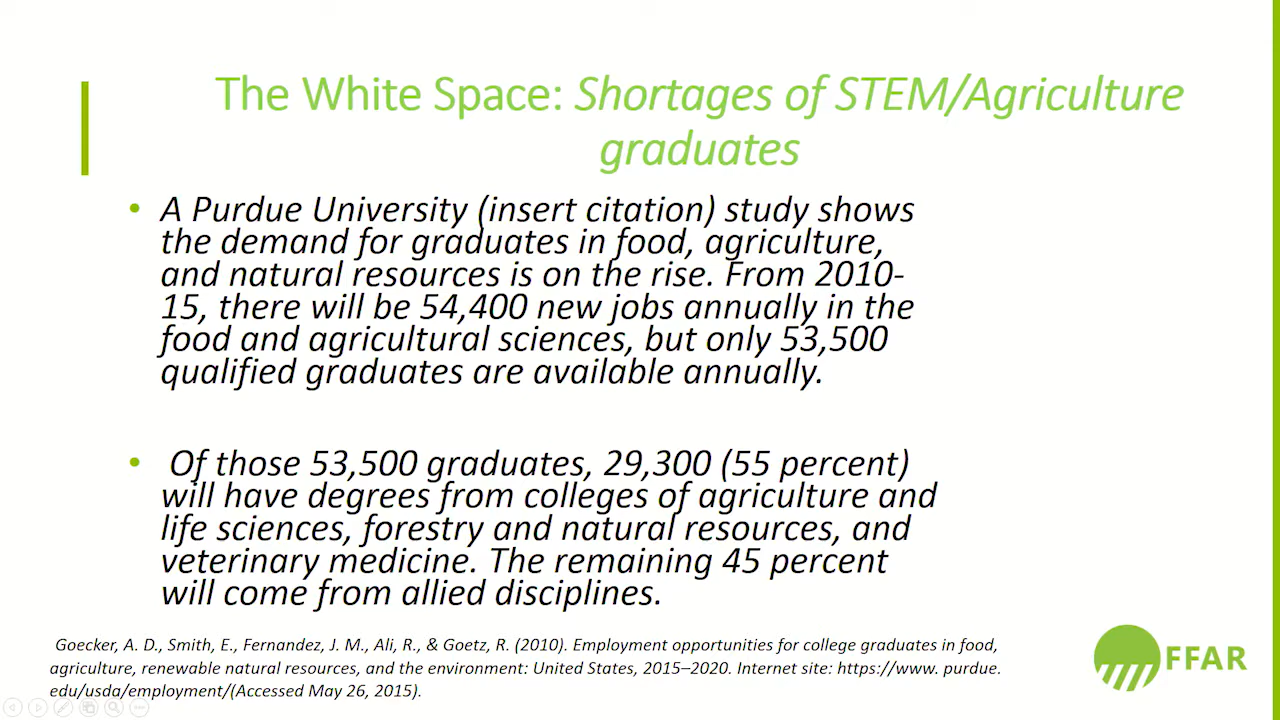 The White Space: Shortages of STEM/Agriculture
graduates
• A Purdue University (insert citation) study shows
the demand for graduates in food, agriculture,
and natural resources is on the rise. From 2010-
15, there will be 54,400 new jobs annually in the
food and agricultural sciences, but only 53,500
qualified graduates are available annually.
• Of those 53,500 graduates, 29,300 (55 percent)
will have degrees from colleges of agriculture and
life sciences, forestry and natural resources, and
veterinary medicine. The remaining 45 percent
will come from allied disciplines.
Goecker, A. D., Smith, E., Fernandez, J. M., Ali, R., & Goetz, R. (2010). Employment opportunities for college graduates in food,
agriculture, renewable natural resources, and the environment: United States, 2015–2020. Internet site: https://www. purdue.
edu/usda/employment/(Accessed May 26, 2015).
FFAR